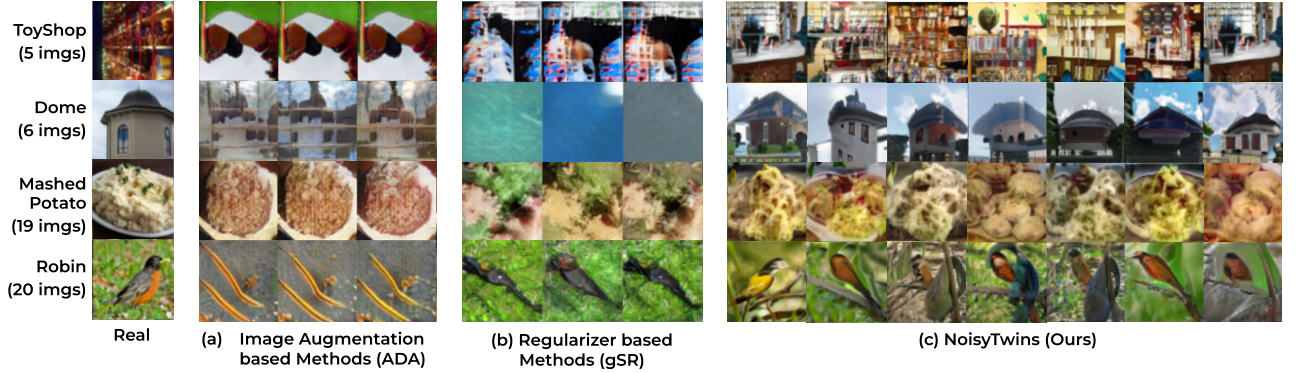 ToyShop
(5 imgs)
Dome
(6 imgs)
Mashed
Potato
(19 imgs)
Robin
(20 imgs)
Real
(a) Image Augmentation
based Methods (ADA)
(b) Regularizer based
Methods (gSR)
(c) NoisyTwins (Ours)